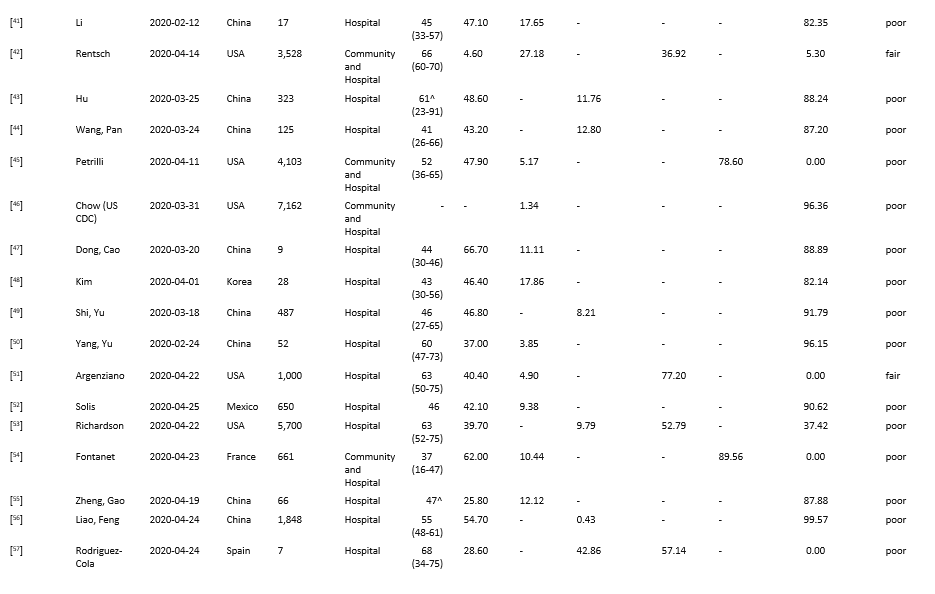 [41] Li 2020-02-12 China 17 Hospital 45 47.10 17.65 - - - 82.35 poor
(33-57)
[42] Rentsch 2020-04-14 USA 3,528 Community 66 4.60 27.18 - 36.92 - 5.30 fair
and (60-70)
Hospital
[43] Hu 2020-03-25 China 323 Hospital 61^ 48.60 - 11.76 - - 88.24 poor
(23-91)
[44] Wang, Pan 2020-03-24 China 125 Hospital 41 43.20 - 12.80 - - 87.20 poor
(26-66)
[45] Petrilli 2020-04-11 USA 4,103 Community 52 47.90 5.17 - - 78.60 0.00 poor
and (36-65)
Hospital
[46] Chow (US 2020-03-31 USA 7,162 Community - - 1.34 - - - 96.36 poor
CDC) and
Hospital
[47] Dong, Cao 2020-03-20 China 9 Hospital 44 66.70 11.11 - - - 88.89 poor
(30-46)
[48] Kim 2020-04-01 Korea 28 Hospital 43 46.40 17.86 - - - 82.14 poor
(30-56)
[49] Shi, Yu 2020-03-18 China 487 Hospital 46 46.80 - 8.21 - - 91.79 poor
(27-65)
[50] Yang, Yu 2020-02-24 China 52 Hospital 60 37.00 3.85 - - - 96.15 poor
(47-73)
[51] Argenziano 2020-04-22 USA 1,000 Hospital 63 40.40 4.90 - 77.20 - 0.00 fair
(50-75)
[52] Solis 2020-04-25 Mexico 650 Hospital 46 42.10 9.38 - - - 90.62 poor
[53] Richardson 2020-04-22 USA 5,700 Hospital 63 39.70 - 9.79 52.79 - 37.42 poor
(52-75)
[54] Fontanet 2020-04-23 France 661 Community 37 62.00 10.44 - - 89.56 0.00 poor
and (16-47)
Hospital
[55] Zheng, Gao 2020-04-19 China 66 Hospital 47^ 25.80 12.12 - - - 87.88 poor
[56] Liao, Feng 2020-04-24 China 1,848 Hospital 55 54.70 - 0.43 - - 99.57 poor
(48-61)
[57] Rodriguez- 2020-04-24 Spain 7 Hospital 68 28.60 - 42.86 57.14 - 0.00 poor
Cola (34-75)